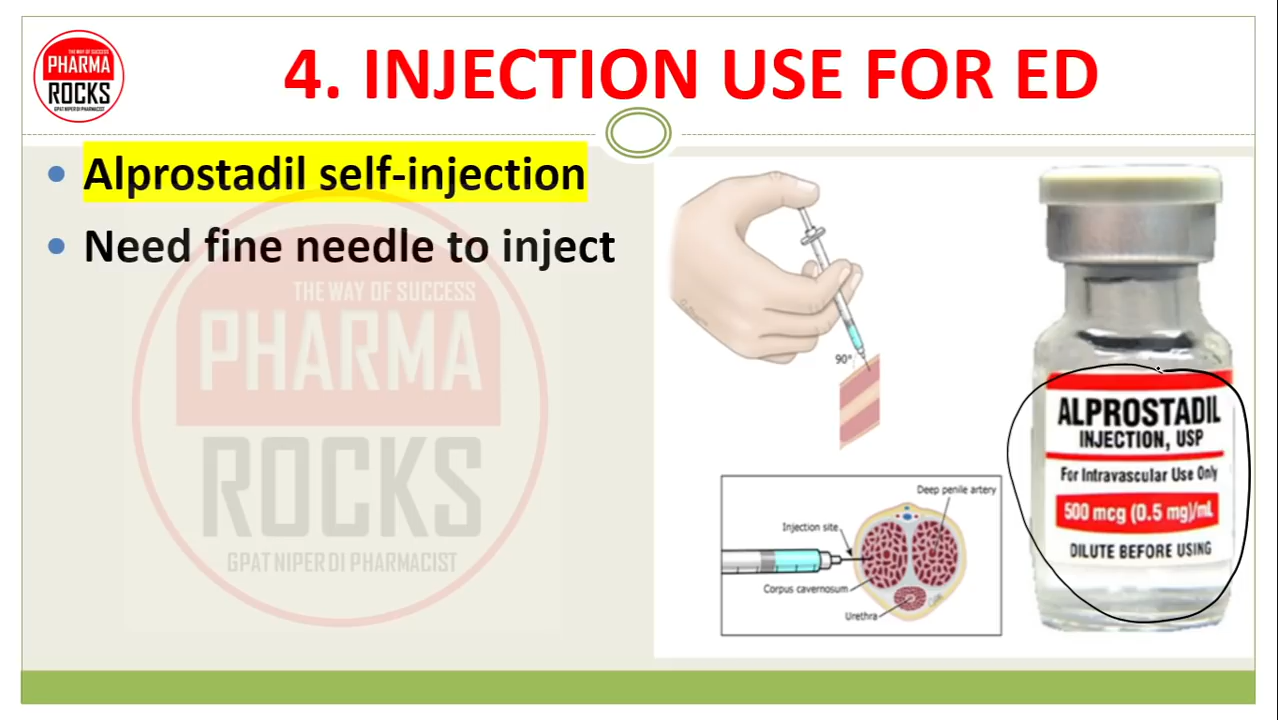 THE WAY OF SUCCESS
PHARMA
ROCKS
GPAT NIPER DI PHARMACIST
4. INJECTION USE FOR ED
• Alprostadil self-injection
• Need fine needle to inject
THE WAY OF SUCCESS
PHARMA
ROCKS
GPAT NIPER DI PHARMACIST
90°
Deep penile artery
Injection site
Corpus cavernosum
Urethra
ALPROSTADIL
INJECTION, USP
For Intravascular Use Only
500 mcg (0.5 mg)/mL
DILUTE BEFORE USING